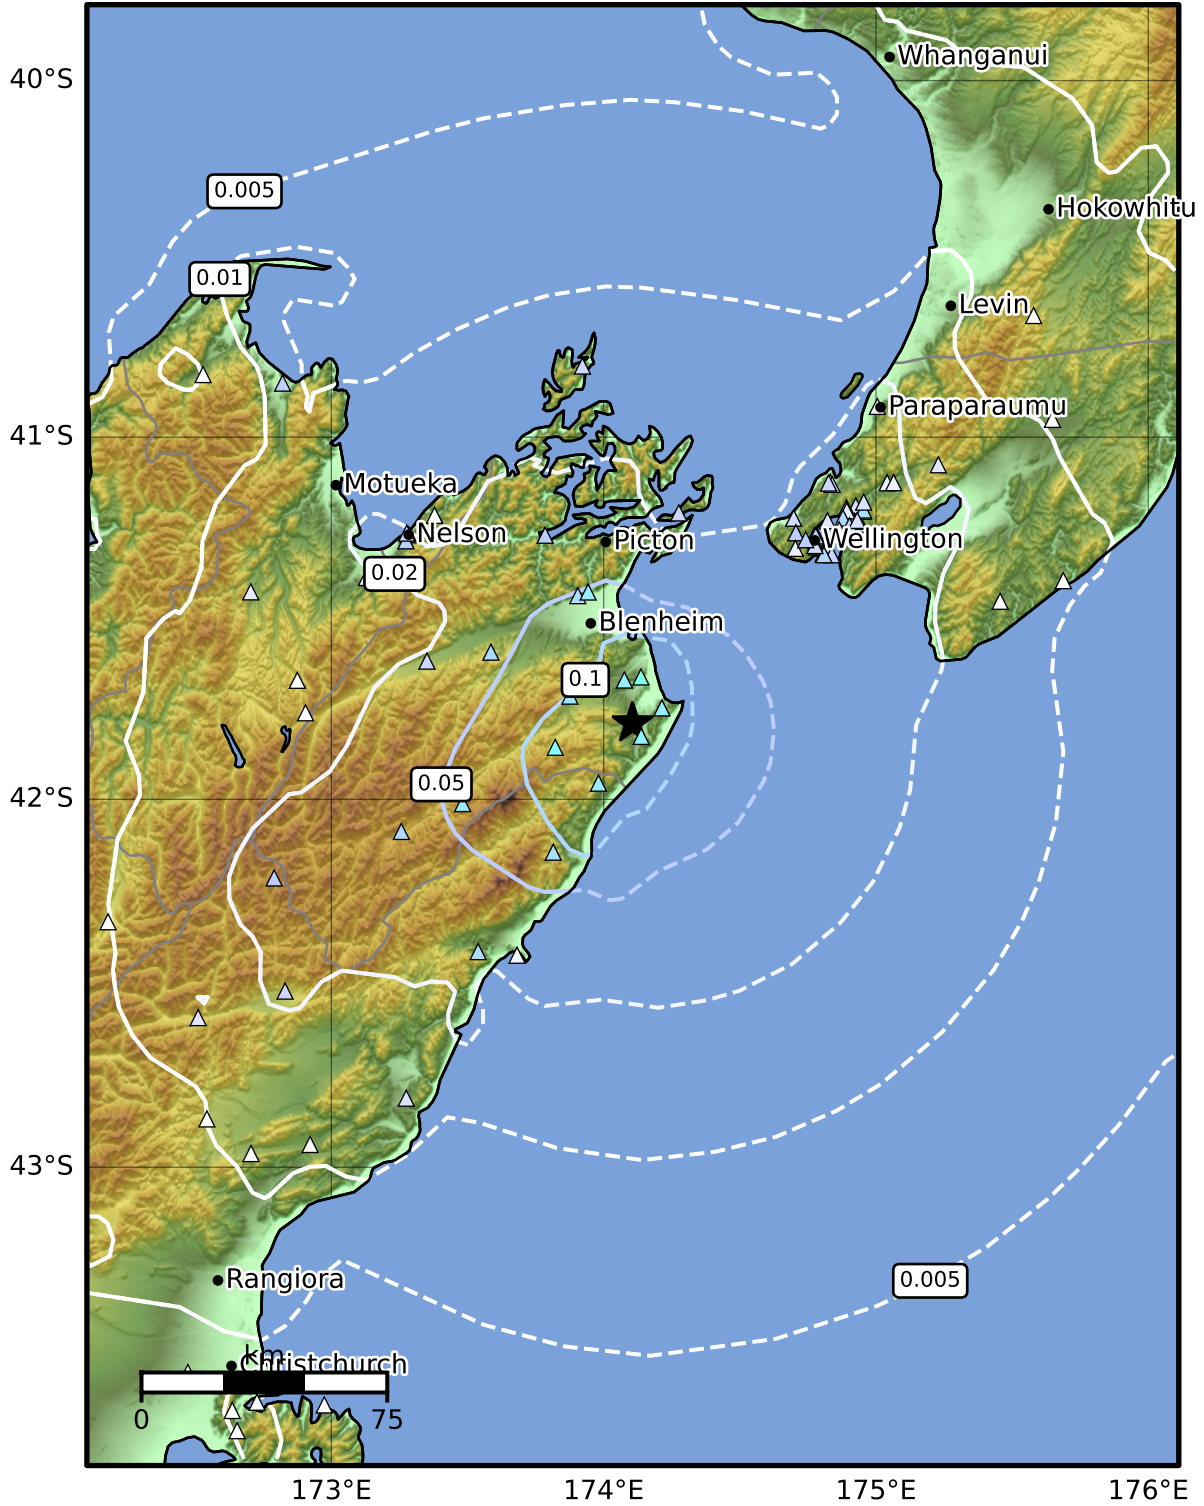 40°S
Whanganui
0.005
Hokowhitu
0.01
Levin
Paraparaumu
41°S
Motueka
Nelson
Picton
Wellington
0.02
Blenheim
0.1
0.05
42°S
43°S
Rangiora
0.005
km
Christchurch
0
75
173°E
174°E
175°E
176°E